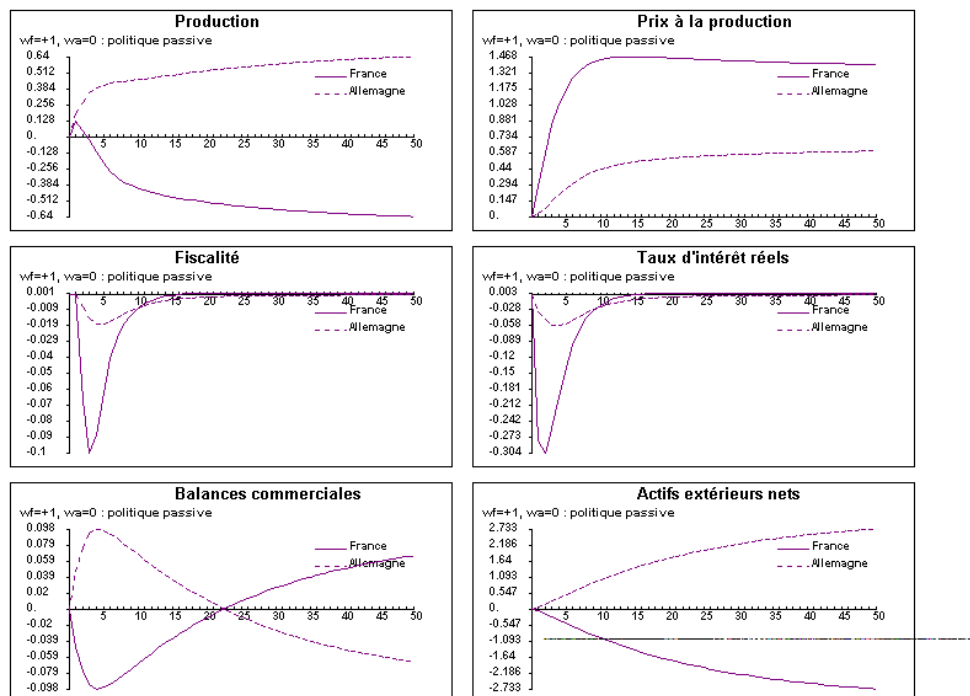 Production
wf=+1, wa=0 : politique passive
0.64
0.512
0.384
0.256
0.128
0.
-0.128
-0.256
-0.384
-0.512
-0.64
5 10 15 20 25 30 35 40 45 50
France
Allemagne
Prix à la production
wf=+1, wa=0 : politique passive
1.468
1.321
1.175
1.028
0.881
0.734
0.587
0.44
0.294
0.147
0.
5 10 15 20 25 30 35 40 45 50
France
Allemagne
Fiscalité
wf=+1, wa=0 : politique passive
0.001
-0.009
-0.019
-0.029
-0.04
-0.05
-0.06
-0.07
-0.08
-0.09
-0.1
5 10 15 20 25 30 35 40 45 50
France
Allemagne
Taux d'intérêt réels
wf=+1, wa=0 : politique passive
0.003
-0.028
-0.058
-0.089
-0.12
-0.15
-0.181
-0.212
-0.242
-0.273
-0.304
5 10 15 20 25 30 35 40 45 50
France
Allemagne
Balances commerciales
wf=+1, wa=0 : politique passive
0.098
0.079
0.059
0.039
0.02
0.
-0.02
-0.039
-0.059
-0.079
-0.098
5 10 15 20 25 30 35 40 45 50
France
Allemagne
Actifs extérieurs nets
wf=+1, wa=0 : politique passive
2.733
2.186
1.64
1.093
0.547
0.
-0.547
-1.093
-1.64
-2.186
-2.733
5 10 15 20 25 30 35 40 45 50
France
Allemagne